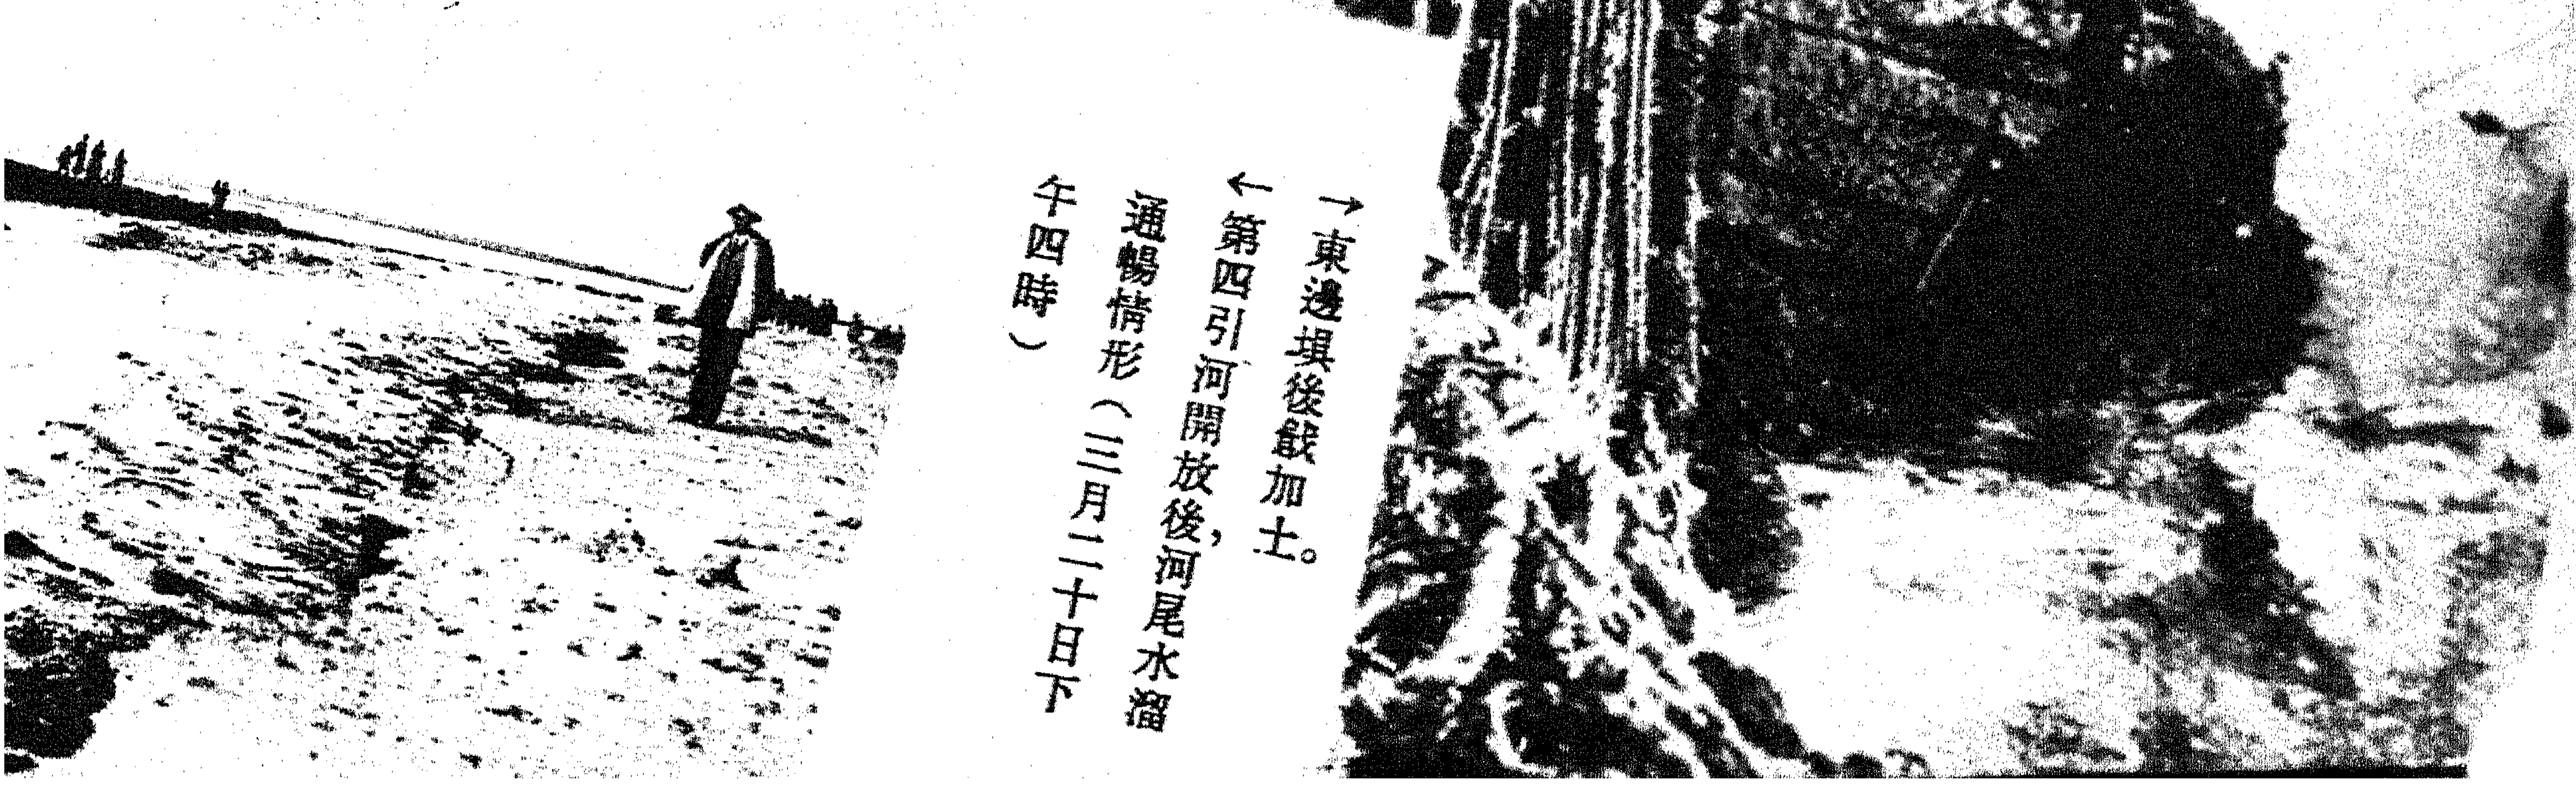 →東邊埧後戧加土。
←第四引河開放後，河尾水溜
通暢情形（三月二十日下
午四時）